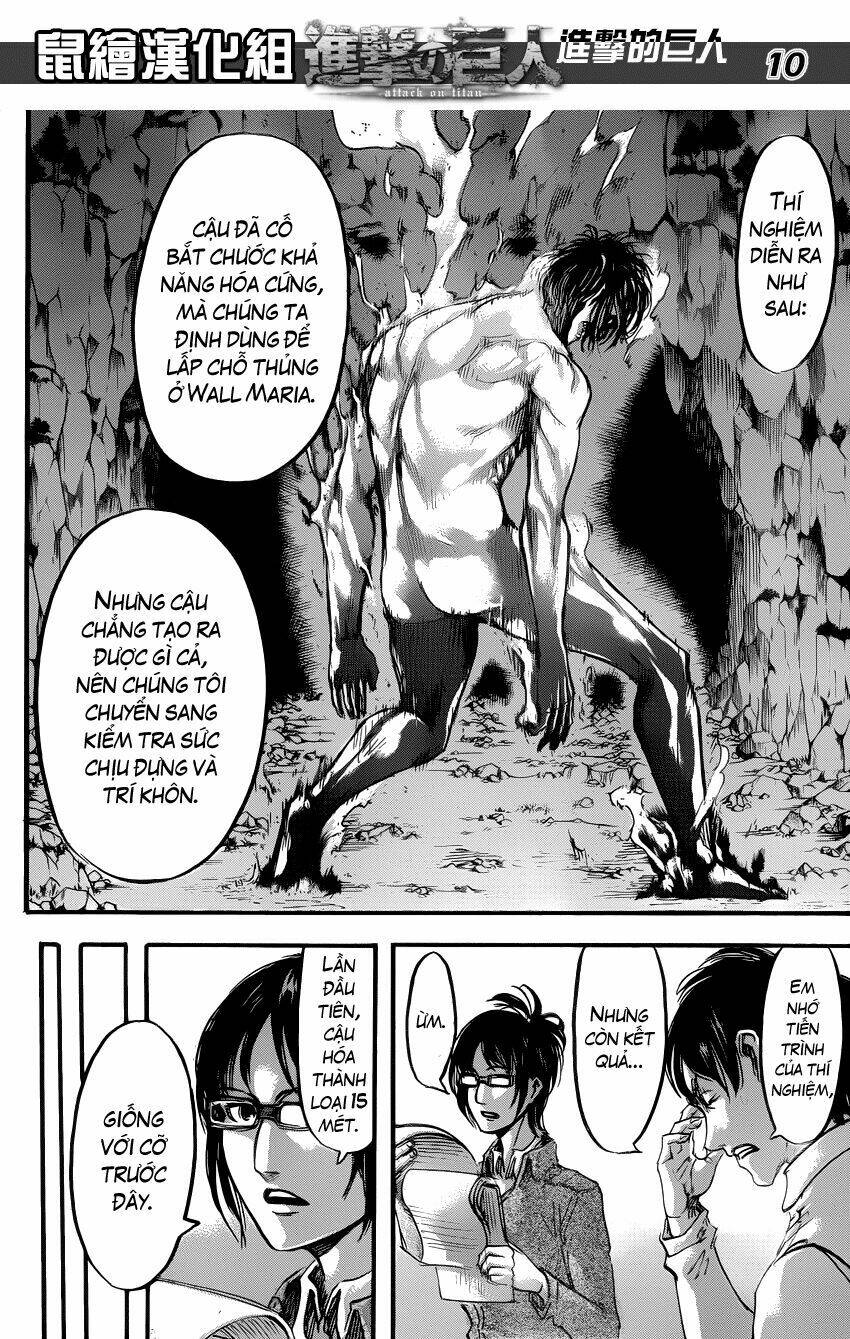 鼠繪漢化組
進撃の巨人
attack on titan
進擊的巨人
10
THÍ
NGHIỆM
DIỄN RA
NHƯ
SAU:
CẬU ĐÃ CỐ
BẮT CHƯỚC KHẢ
NĂNG HÓA CỨNG,
MÀ CHÚNG TA
ĐỊNH DÙNG ĐỂ
LẤP CHỖ THỦNG
Ở WALL MARIA.
NHƯNG CẬU
CHẲNG TẠO RA
ĐƯỢC GÌ CẢ,
NÊN CHÚNG TÔI
CHUYỂN SANG
KIỂM TRA SỨC
CHỊU ĐỰNG VÀ
TRÍ KHÔN.
EM
NHỚ
TIẾN
TRÌNH
CỦA THÍ
NGHIỆM,
NHƯNG
CÒN KẾT
QUẢ...
ỪM.
LẦN
ĐẦU
TIÊN,
CẬU
HÓA
THÀNH
LOẠI 15
MÉT.
GIỐNG
VỚI CỠ
TRƯỚC
ĐÂY.